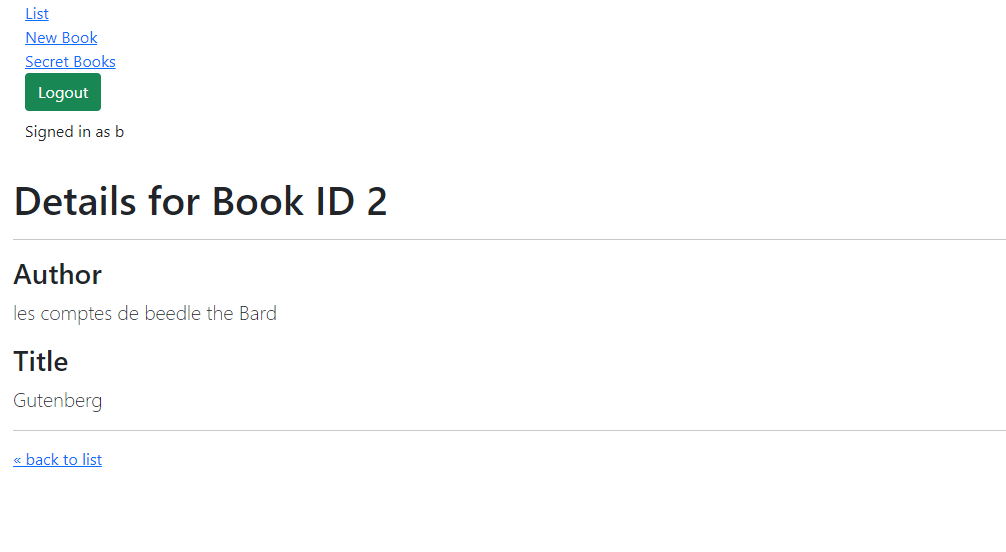 List
New Book
Secret Books
Logout
Signed in as b
Details for Book ID 2
Author
les comptes de beedle the Bard
Title
Gutenberg
« back to list